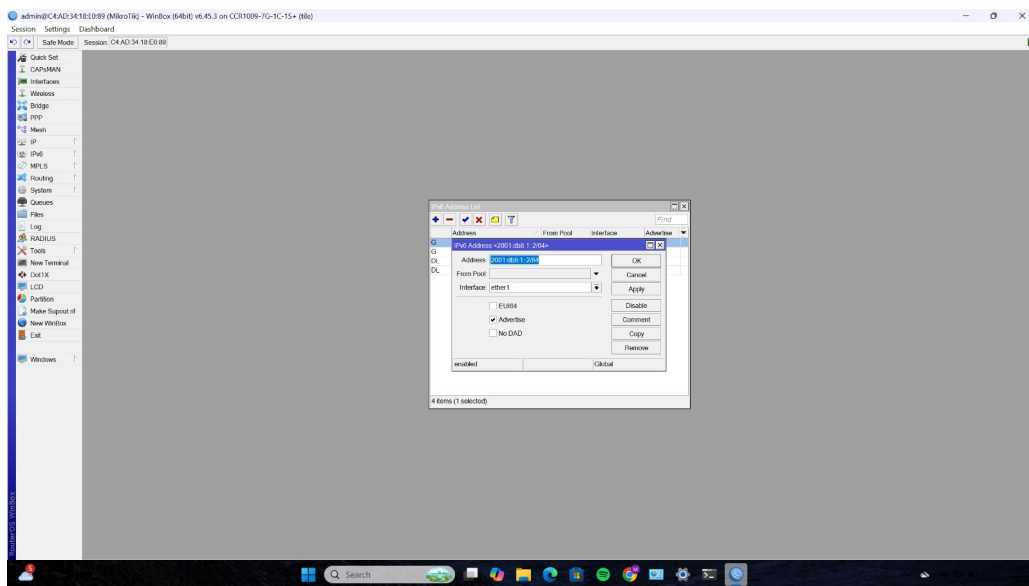 admin@C4:AD:34:18:E0:89 (MikroTik) - WinBox (64bit) v6.45.3 on CCR1009-7G-1C-1S+ (tile)
Session Settings Dashboard
Safe Mode Session: C4:AD:34:18:E0:89
Quick Set
CAPsMAN
Interfaces
Wireless
Bridge
PPP
Mesh
IP
IPv6
MPLS
Routing
System
Queues
Files
Log
RADIUS
Tools
New Terminal
Dot1X
LCD
Partition
Make Supout.rif
New WinBox
Exit
Windows
RouterOS WinBox
IPv6 Address List
Find
Address From Pool Interface Advertise
G
G
DL
DL
IPv6 Address <2001:db8:1::2/64>
Address: 2001:db8:1::2/64
From Pool:
Interface: ether1
EUI64
Advertise
No DAD
OK
Cancel
Apply
Disable
Comment
Copy
Remove
enabled Global
4 items (1 selected)
5
Search